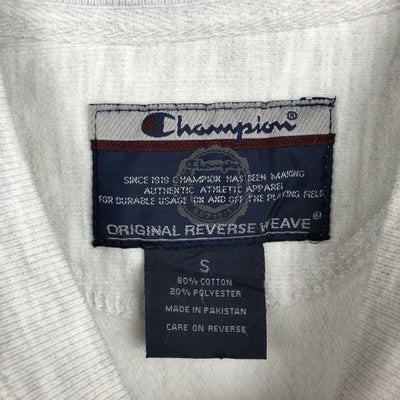 Champion®
SINCE 1919 CHAMPION HAS BEEN MAKING
AUTHENTIC ATHLETIC APPAREL
FOR DURABLE USAGE ON AND OFF THE PLAYING FIELD.
ORIGINAL REVERSE WEAVE®
S
80% COTTON
20% POLYESTER
MADE IN PAKISTAN
CARE ON REVERSE